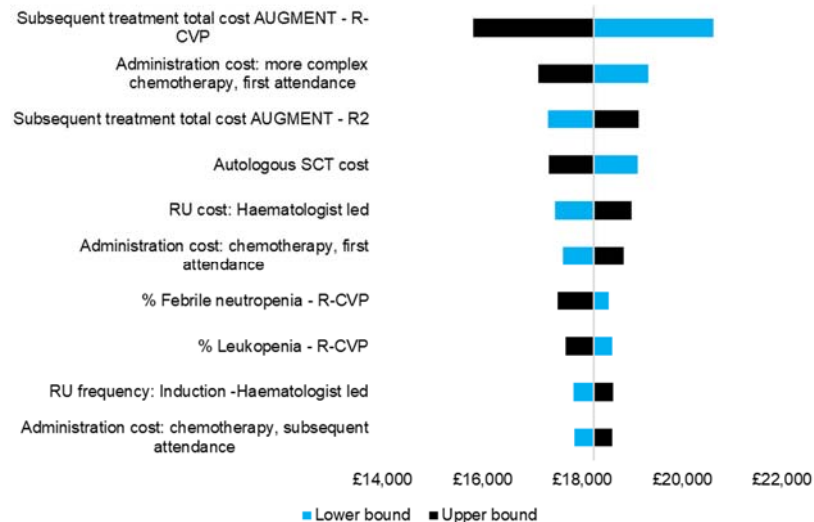 Subsequent treatment total cost AUGMENT - R-
CVP
Administration cost: more complex
chemotherapy, first attendance
Subsequent treatment total cost AUGMENT - R2
Autologous SCT cost
RU cost: Haematologist led
Administration cost: chemotherapy, first
attendance
% Febrile neutropenia - R-CVP
% Leukopenia - R-CVP
RU frequency: Induction -Haematologist led
Administration cost: chemotherapy, subsequent
attendance
£14,000 £16,000 £18,000 £20,000 £22,000
Lower bound Upper bound